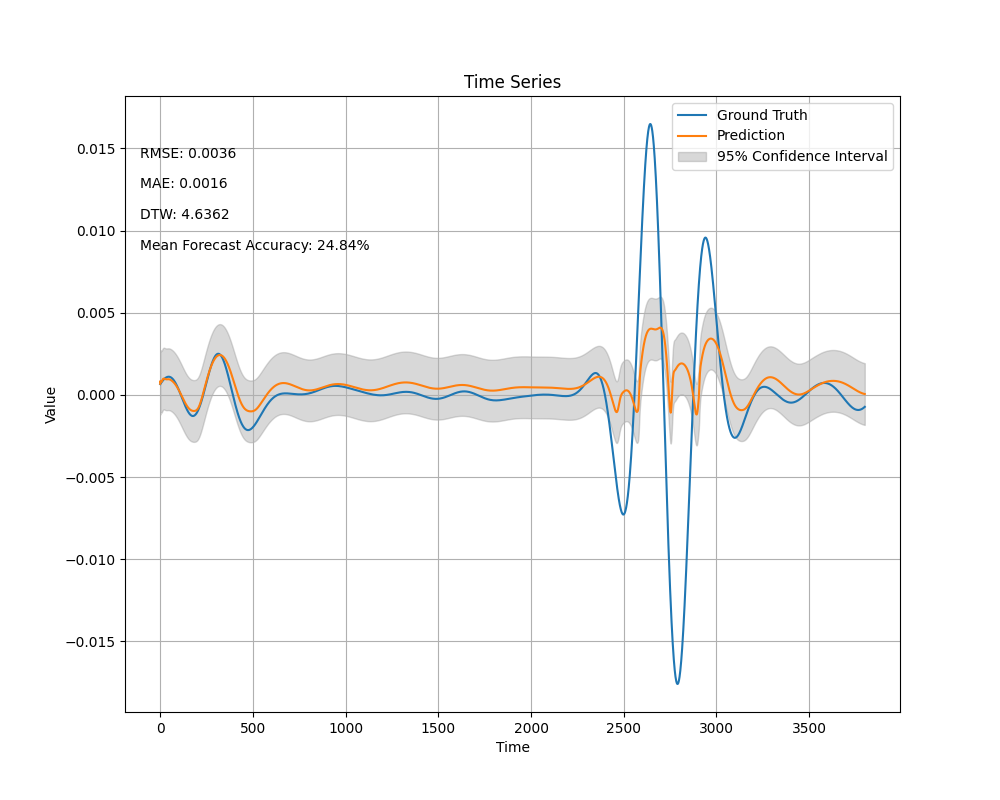 Time Series
Ground Truth
Prediction
95% Confidence Interval
RMSE: 0.0036
MAE: 0.0016
DTW: 4.6362
Mean Forecast Accuracy: 24.84%
Value
0.015
0.010
0.005
0.000
−0.005
−0.010
−0.015
0 500 1000 1500 2000 2500 3000 3500
Time